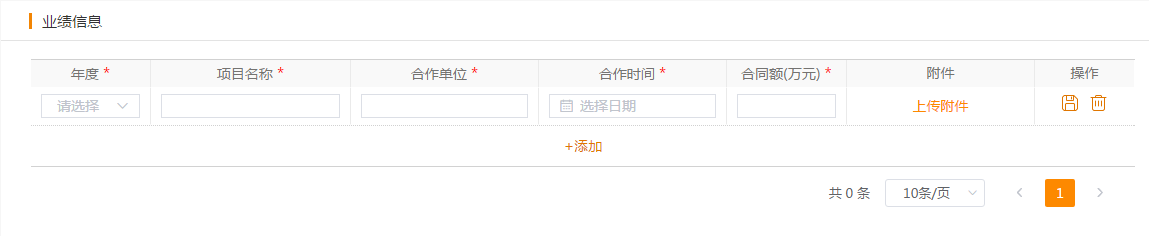 业绩信息
年度 * 项目名称 * 合作单位 * 合作时间 * 合同额(万元) * 附件 操作
请选择 选择日期 上传附件
+添加
共 0 条 10条/页 1